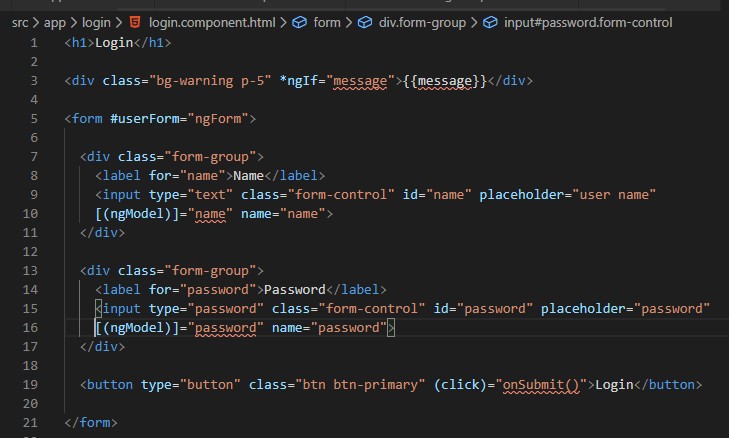 src > app > login > login.component.html > form > div.form-group > input#password.form-control
1 <h1>Login</h1>
2
3 <div class="bg-warning p-5" *ngIf="message">{{message}}</div>
4
5 <form #userForm="ngForm">
6
7 <div class="form-group">
8 <label for="name">Name</label>
9 <input type="text" class="form-control" id="name" placeholder="user name"
10 [(ngModel)]="name" name="name">
11 </div>
12
13 <div class="form-group">
14 <label for="password">Password</label>
15 <input type="password" class="form-control" id="password" placeholder="password"
16 [(ngModel)]="password" name="password">
17 </div>
18
19 <button type="button" class="btn btn-primary" (click)="onSubmit()">Login</button>
20
21 </form>